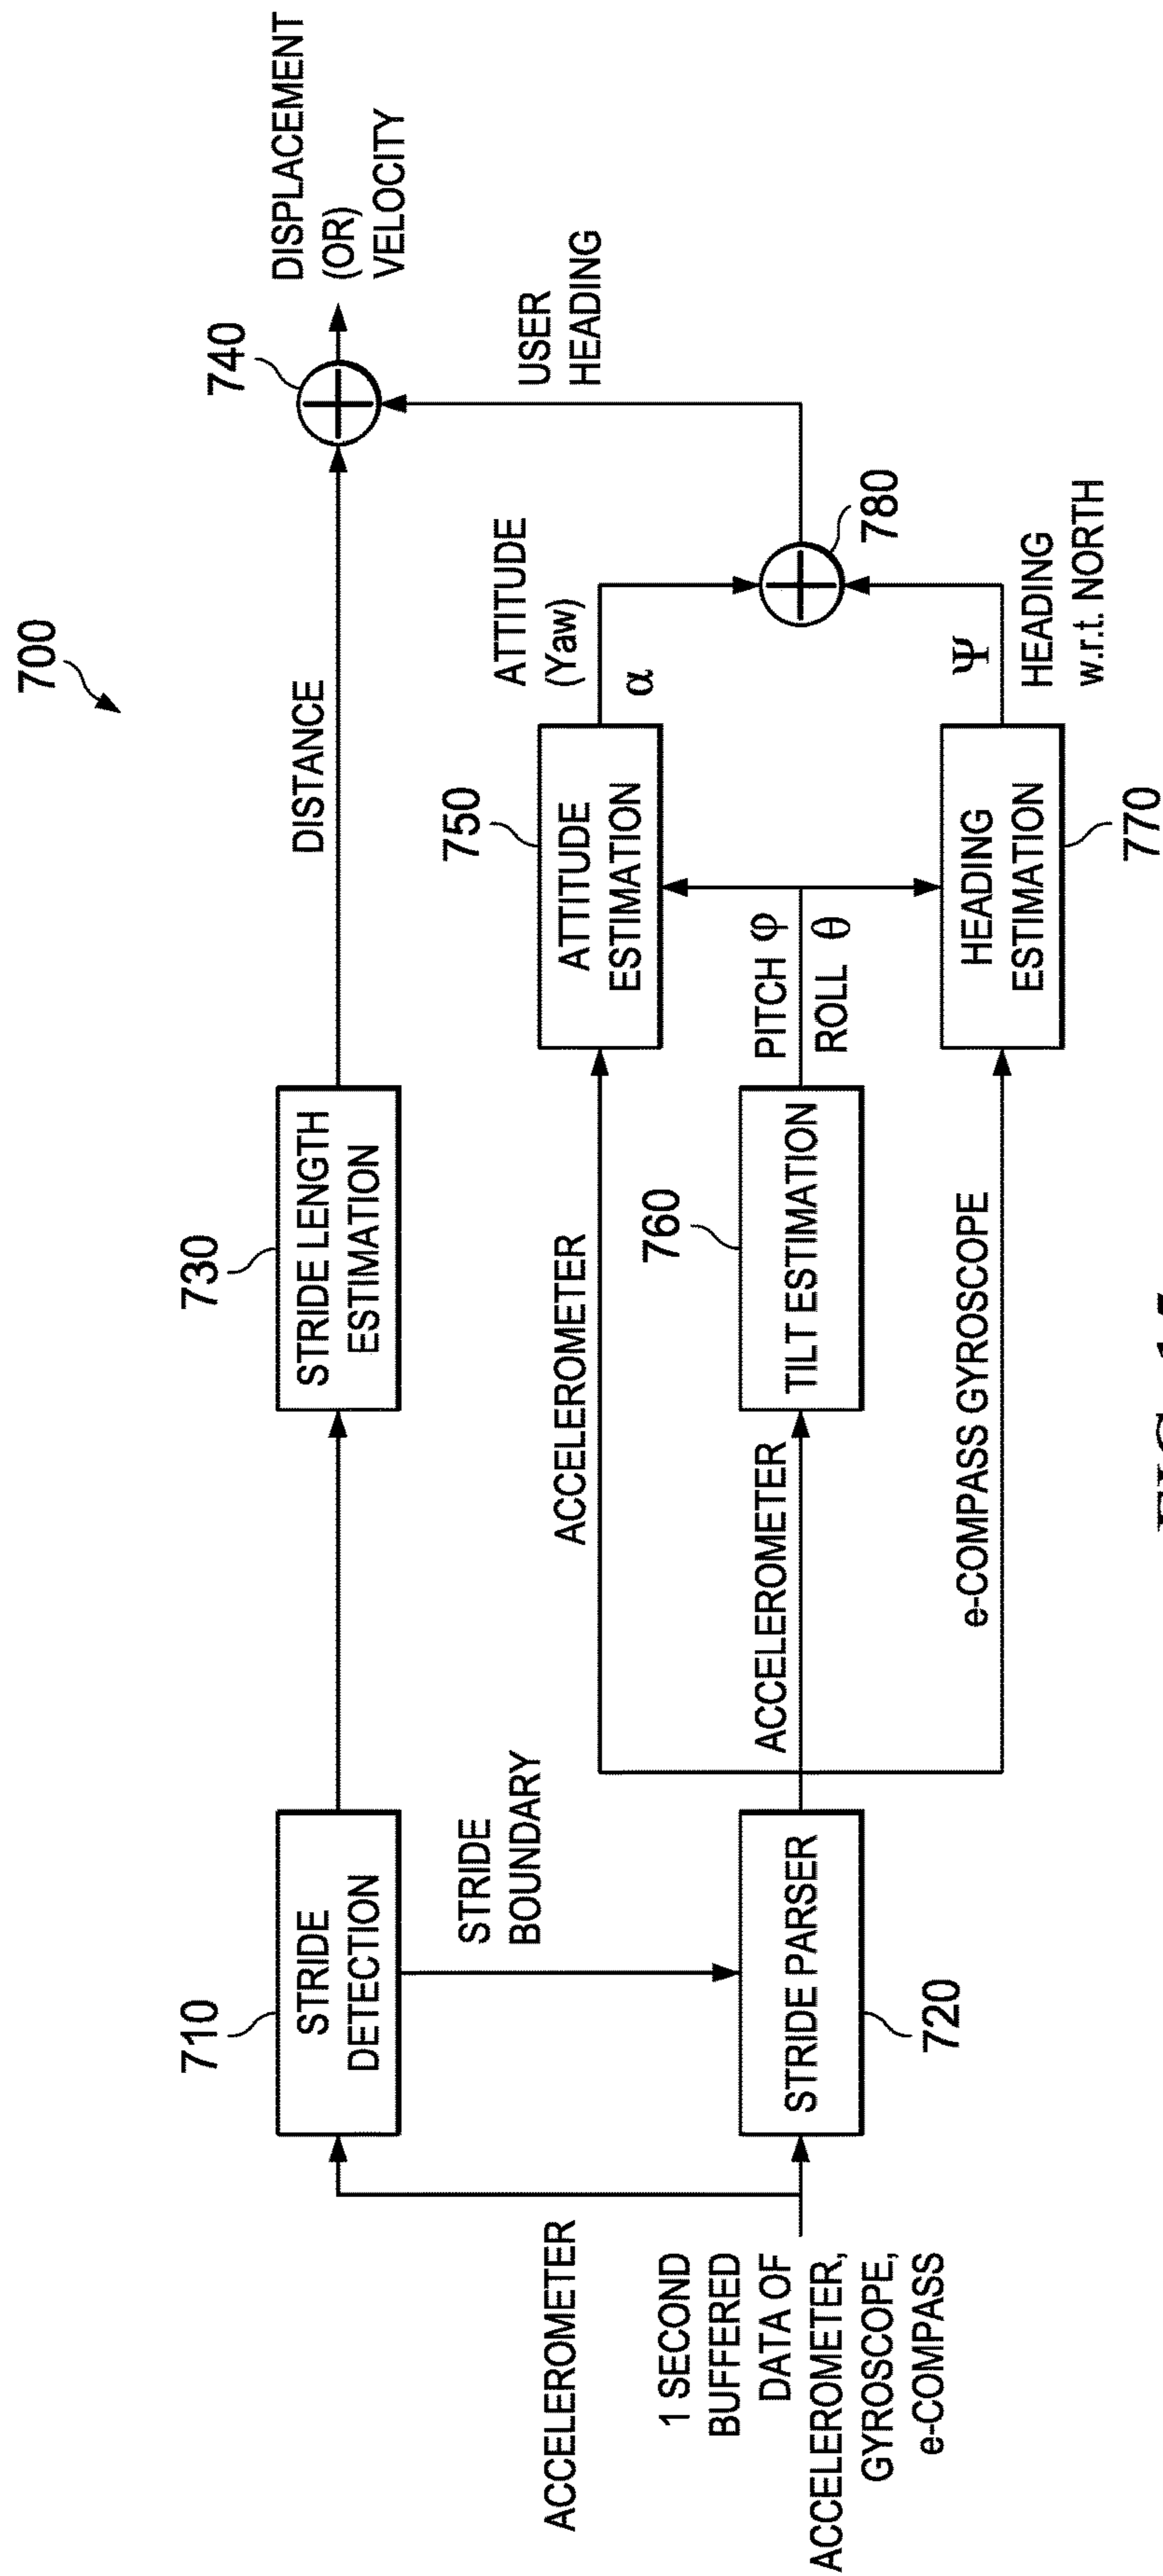 700
ACCELEROMETER
1 SECOND
BUFFERED
DATA OF
ACCELEROMETER,
GYROSCOPE,
e-COMPASS
710
STRIDE
DETECTION
STRIDE
BOUNDARY
STRIDE PARSER
720
730
STRIDE LENGTH
ESTIMATION
DISTANCE
740
DISPLACEMENT
(OR)
VELOCITY
ACCELEROMETER
ACCELEROMETER
e-COMPASS GYROSCOPE
760
TILT ESTIMATION
PITCH φ
ROLL θ
750
ATTITUDE
ESTIMATION
ATTITUDE
(Yaw)
α
HEADING
ESTIMATION
770
Ψ
HEADING
w.r.t. NORTH
780
USER
HEADING